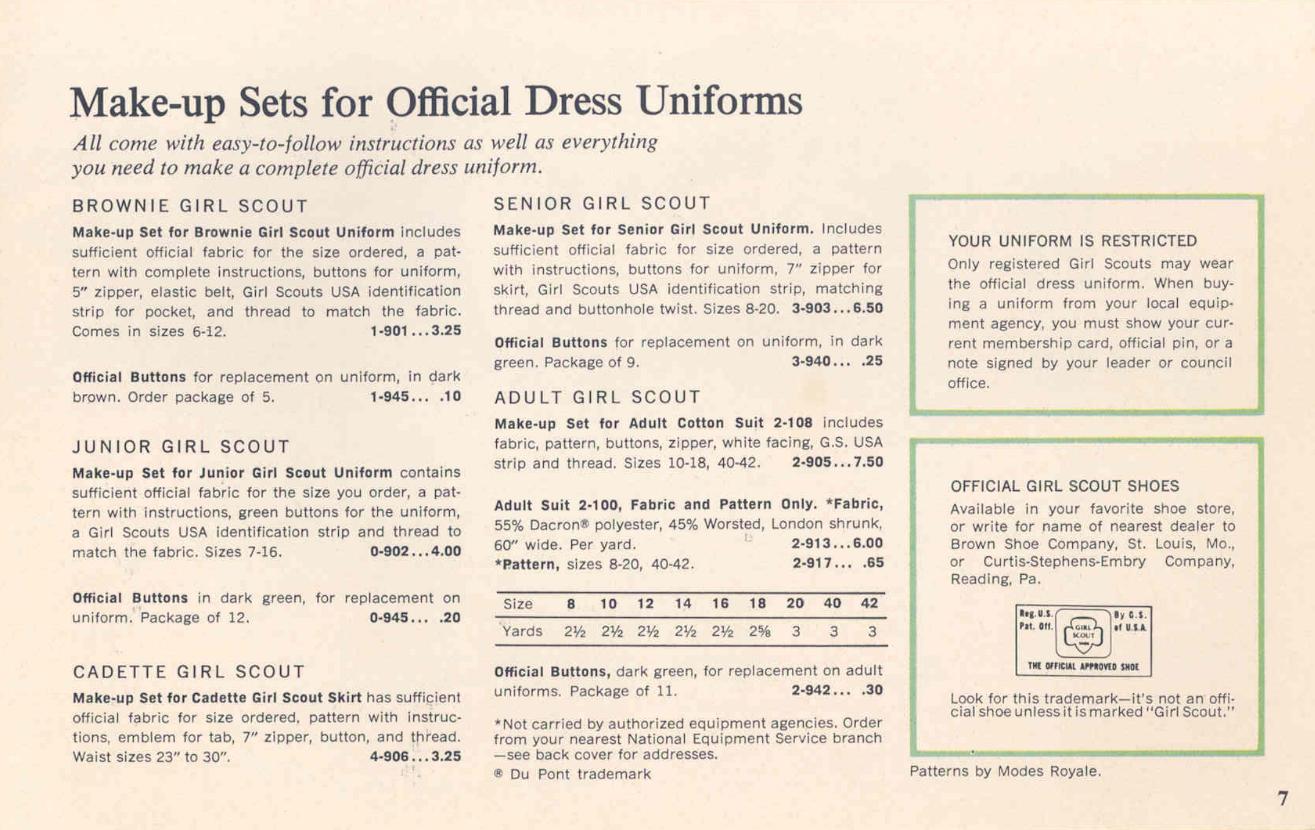 Make-up Sets for Official Dress Uniforms
All come with easy-to-follow instructions as well as everything
you need to make a complete official dress uniform.
BROWNIE GIRL SCOUT
Make-up Set for Brownie Girl Scout Uniform includes
sufficient official fabric for the size ordered, a pat-
tern with complete instructions, buttons for uniform,
5" zipper, elastic belt, Girl Scouts USA identification
strip for pocket, and thread to match the fabric.
Comes in sizes 6-12. 1-901...3.25
Official Buttons for replacement on uniform, in dark
brown. Order package of 5. 1-945... .10
JUNIOR GIRL SCOUT
Make-up Set for Junior Girl Scout Uniform contains
sufficient official fabric for the size you order, a pat-
tern with instructions, green buttons for the uniform,
a Girl Scouts USA identification strip and thread to
match the fabric. Sizes 7-16. 0-902...4.00
Official Buttons in dark green, for replacement on
uniform. Package of 12. 0-945... .20
CADETTE GIRL SCOUT
Make-up Set for Cadette Girl Scout Skirt has sufficient
official fabric for size ordered, pattern with instruc-
tions, emblem for tab, 7" zipper, button, and thread.
Waist sizes 23" to 30". 4-906...3.25
SENIOR GIRL SCOUT
Make-up Set for Senior Girl Scout Uniform. Includes
sufficient official fabric for size ordered, a pattern
with instructions, buttons for uniform, 7" zipper for
skirt, Girl Scouts USA identification strip, matching
thread and buttonhole twist. Sizes 8-20. 3-903...6.50
Official Buttons for replacement on uniform, in dark
green. Package of 9. 3-940... .25
ADULT GIRL SCOUT
Make-up Set for Adult Cotton Suit 2-108 includes
fabric, pattern, buttons, zipper, white facing, G.S. USA
strip and thread. Sizes 10-18, 40-42. 2-905...7.50
Adult Suit 2-100, Fabric and Pattern Only. *Fabric,
55% Dacron® polyester, 45% Worsted, London shrunk,
60" wide. Per yard. 2-913...6.00
*Pattern, sizes 8-20, 40-42. 2-917... .65
Size 8 10 12 14 16 18 20 40 42
Yards 2½ 2½ 2½ 2½ 2½ 2⅝ 3 3 3
Official Buttons, dark green, for replacement on adult
uniforms. Package of 11. 2-942... .30
*Not carried by authorized equipment agencies. Order
from your nearest National Equipment Service branch
—see back cover for addresses.
® Du Pont trademark
YOUR UNIFORM IS RESTRICTED
Only registered Girl Scouts may wear
the official dress uniform. When buy-
ing a uniform from your local equip-
ment agency, you must show your cur-
rent membership card, official pin, or a
note signed by your leader or council
office.
OFFICIAL GIRL SCOUT SHOES
Available in your favorite shoe store,
or write for name of nearest dealer to
Brown Shoe Company, St. Louis, Mo.,
or Curtis-Stephens-Embry Company,
Reading, Pa.
Reg. U.S. By G.S.
Pat. Off. of U.S.A.
GIRL
SCOUT
THE OFFICIAL APPROVED SHOE
Look for this trademark—it's not an offi-
cial shoe unless it is marked "Girl Scout."
Patterns by Modes Royale.
7